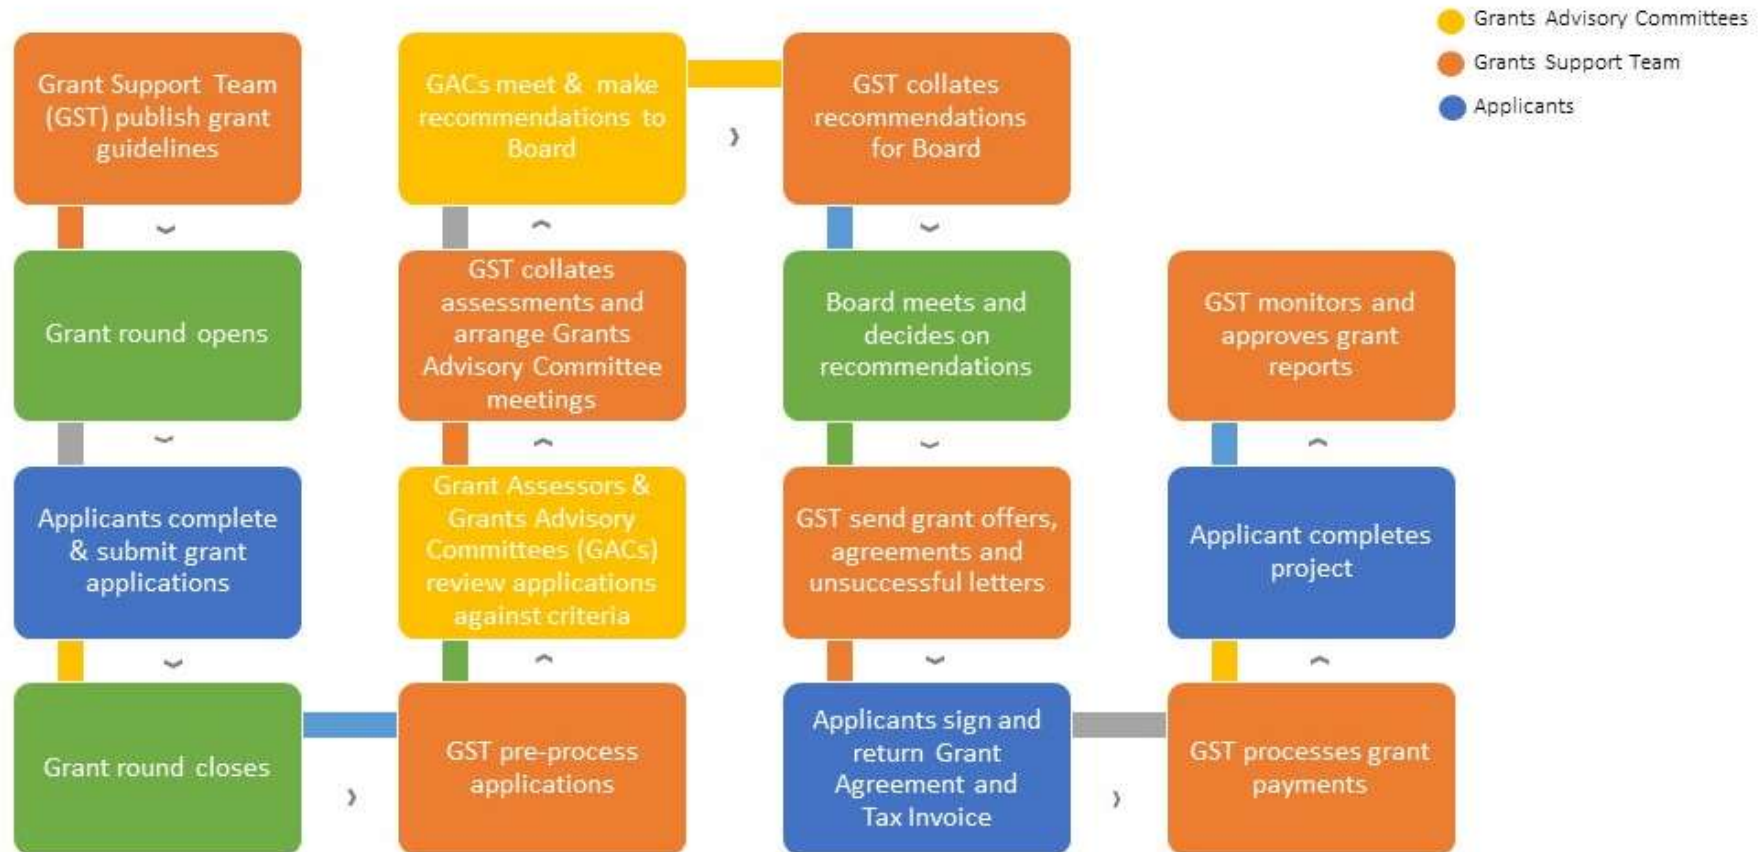 Grant Support Team
(GST) publish grant
guidelines
Grant round opens
Applicants complete
& submit grant
applications
Grant round closes
GST pre-process
applications
Grant Assessors &
Grants Advisory
Committees (GACs)
review applications
against criteria
GST collates
assessments and
arrange Grants
Advisory Committee
meetings
GACs meet & make
recommendations to
Board
GST collates
recommendations
for Board
Board meets and
decides on
recommendations
GST send grant offers,
agreements and
unsuccessful letters
Applicants sign and
return Grant
Agreement and
Tax Invoice
GST processes grant
payments
Applicant completes
project
GST monitors and
approves grant
reports
Grants Advisory Committees
Grants Support Team
Applicants